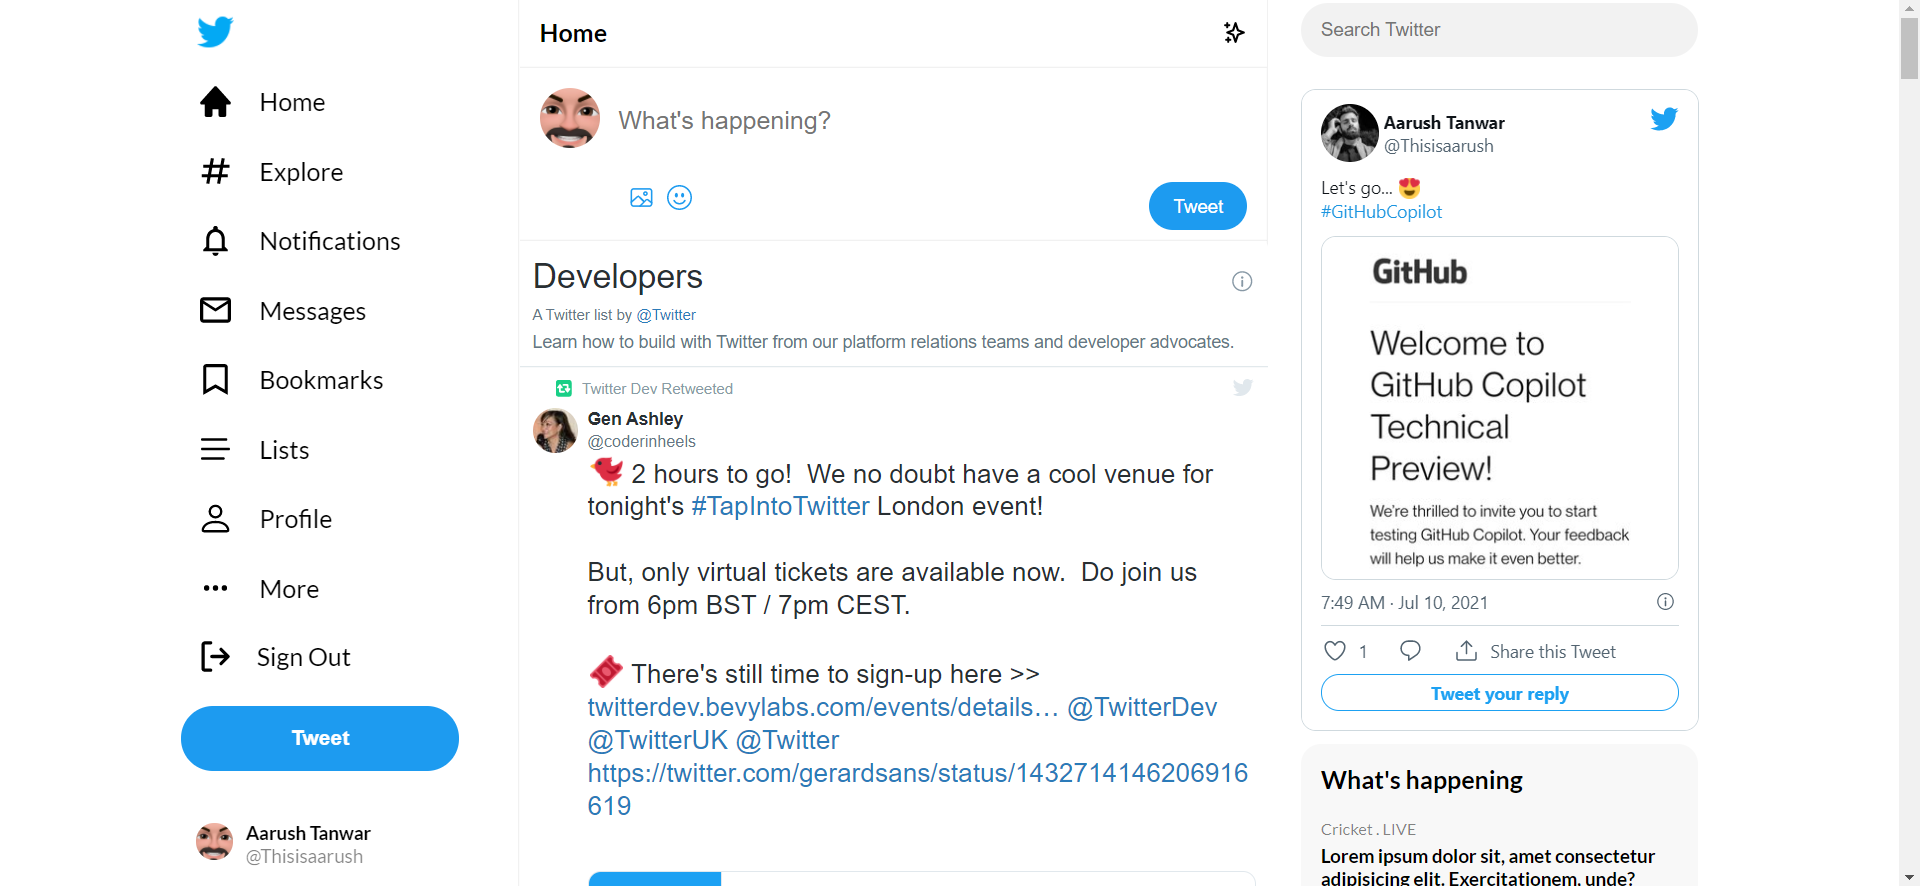 Home
Explore
Notifications
Messages
Bookmarks
Lists
Profile
More
Sign Out
Tweet
Aarush Tanwar
@Thisisaarush
Home
What's happening?
Tweet
Developers
A Twitter list by @Twitter
Learn how to build with Twitter from our platform relations teams and developer advocates.
Twitter Dev Retweeted
Gen Ashley
@coderinheels
2 hours to go!  We no doubt have a cool venue for
tonight's #TapIntoTwitter London event!
But, only virtual tickets are available now.  Do join us
from 6pm BST / 7pm CEST.
There's still time to sign-up here >>
twitterdev.bevylabs.com/events/details… @TwitterDev
@TwitterUK @Twitter
https://twitter.com/gerardsans/status/1432714146206916
619
Search Twitter
Aarush Tanwar
@Thisisaarush
Let's go... 😍
#GitHubCopilot
GitHub
Welcome to
GitHub Copilot
Technical
Preview!
We're thrilled to invite you to start
testing GitHub Copilot. Your feedback
will help us make it even better.
7:49 AM · Jul 10, 2021
1
Share this Tweet
Tweet your reply
What's happening
Cricket . LIVE
Lorem ipsum dolor sit, amet consectetur
adipisicing elit. Exercitationem, unde?